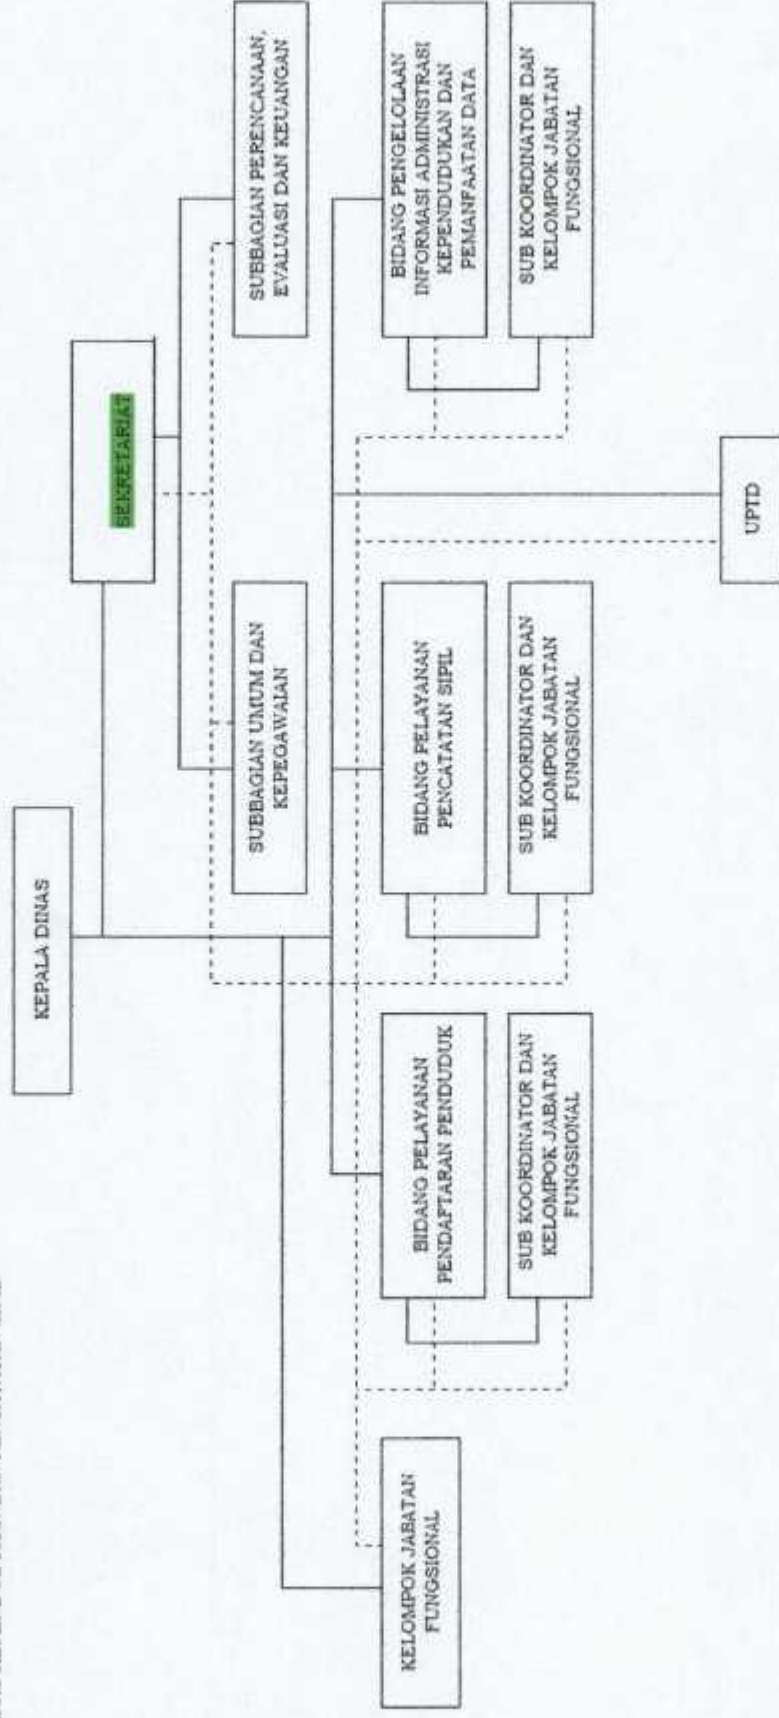 KEPALA DINAS
SEKRETARIAT
SUBBAGIAN UMUM DAN
KEPEGAWAIAN
SUBBAGIAN PERENCANAAN,
EVALUASI DAN KEUANGAN
KELOMPOK JABATAN
FUNGSIONAL
BIDANG PELAYANAN
PENDAFTARAN PENDUDUK
BIDANG PELAYANAN
PENCATATAN SIPIL
BIDANG PENGELOLAAN
INFORMASI ADMINISTRASI
KEPENDUDUKAN DAN
PEMANFAATAN DATA
SUB KOORDINATOR DAN
KELOMPOK JABATAN
FUNGSIONAL
SUB KOORDINATOR DAN
KELOMPOK JABATAN
FUNGSIONAL
SUB KOORDINATOR DAN
KELOMPOK JABATAN
FUNGSIONAL
UPTD